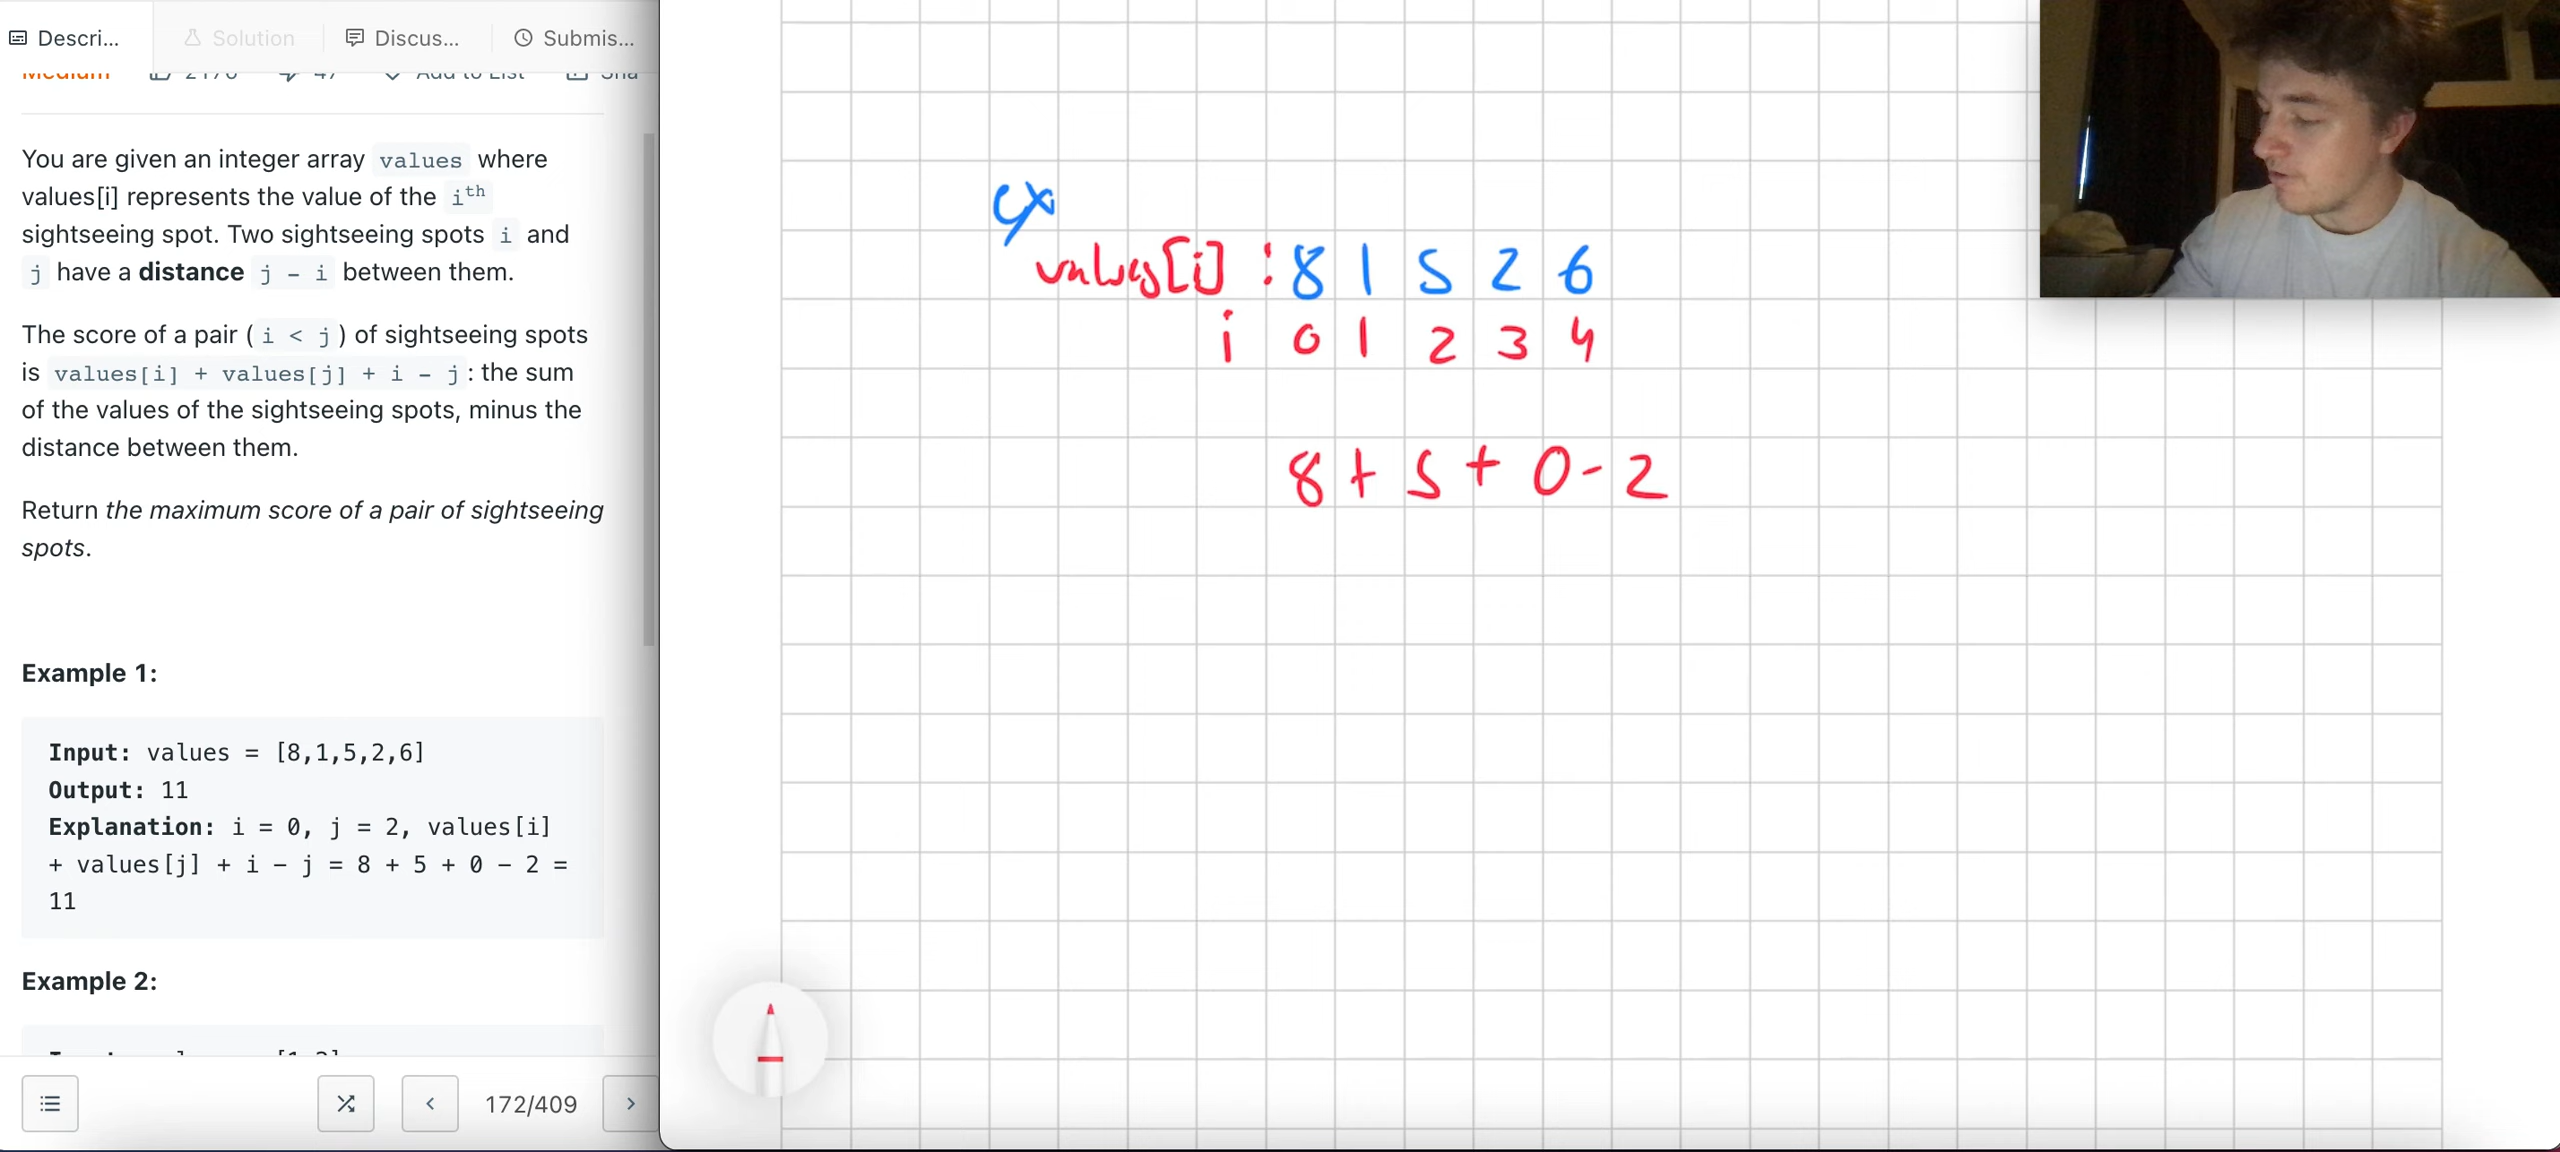 Descri...
Solution
Discus...
Submis...
Medium
Add to List
You are given an integer array values where
values[i] represents the value of the ith
sightseeing spot. Two sightseeing spots i and
j have a distance j - i between them.
The score of a pair ( i < j ) of sightseeing spots
is values[i] + values[j] + i - j : the sum
of the values of the sightseeing spots, minus the
distance between them.
Return the maximum score of a pair of sightseeing
spots.
Example 1:
Input: values = [8,1,5,2,6]
Output: 11
Explanation: i = 0, j = 2, values[i]
+ values[j] + i - j = 8 + 5 + 0 - 2 =
11
Example 2:
172/409
ex
values[i] : 8 1 5 2 6
i 0 1 2 3 4
8 + 5 + 0 - 2